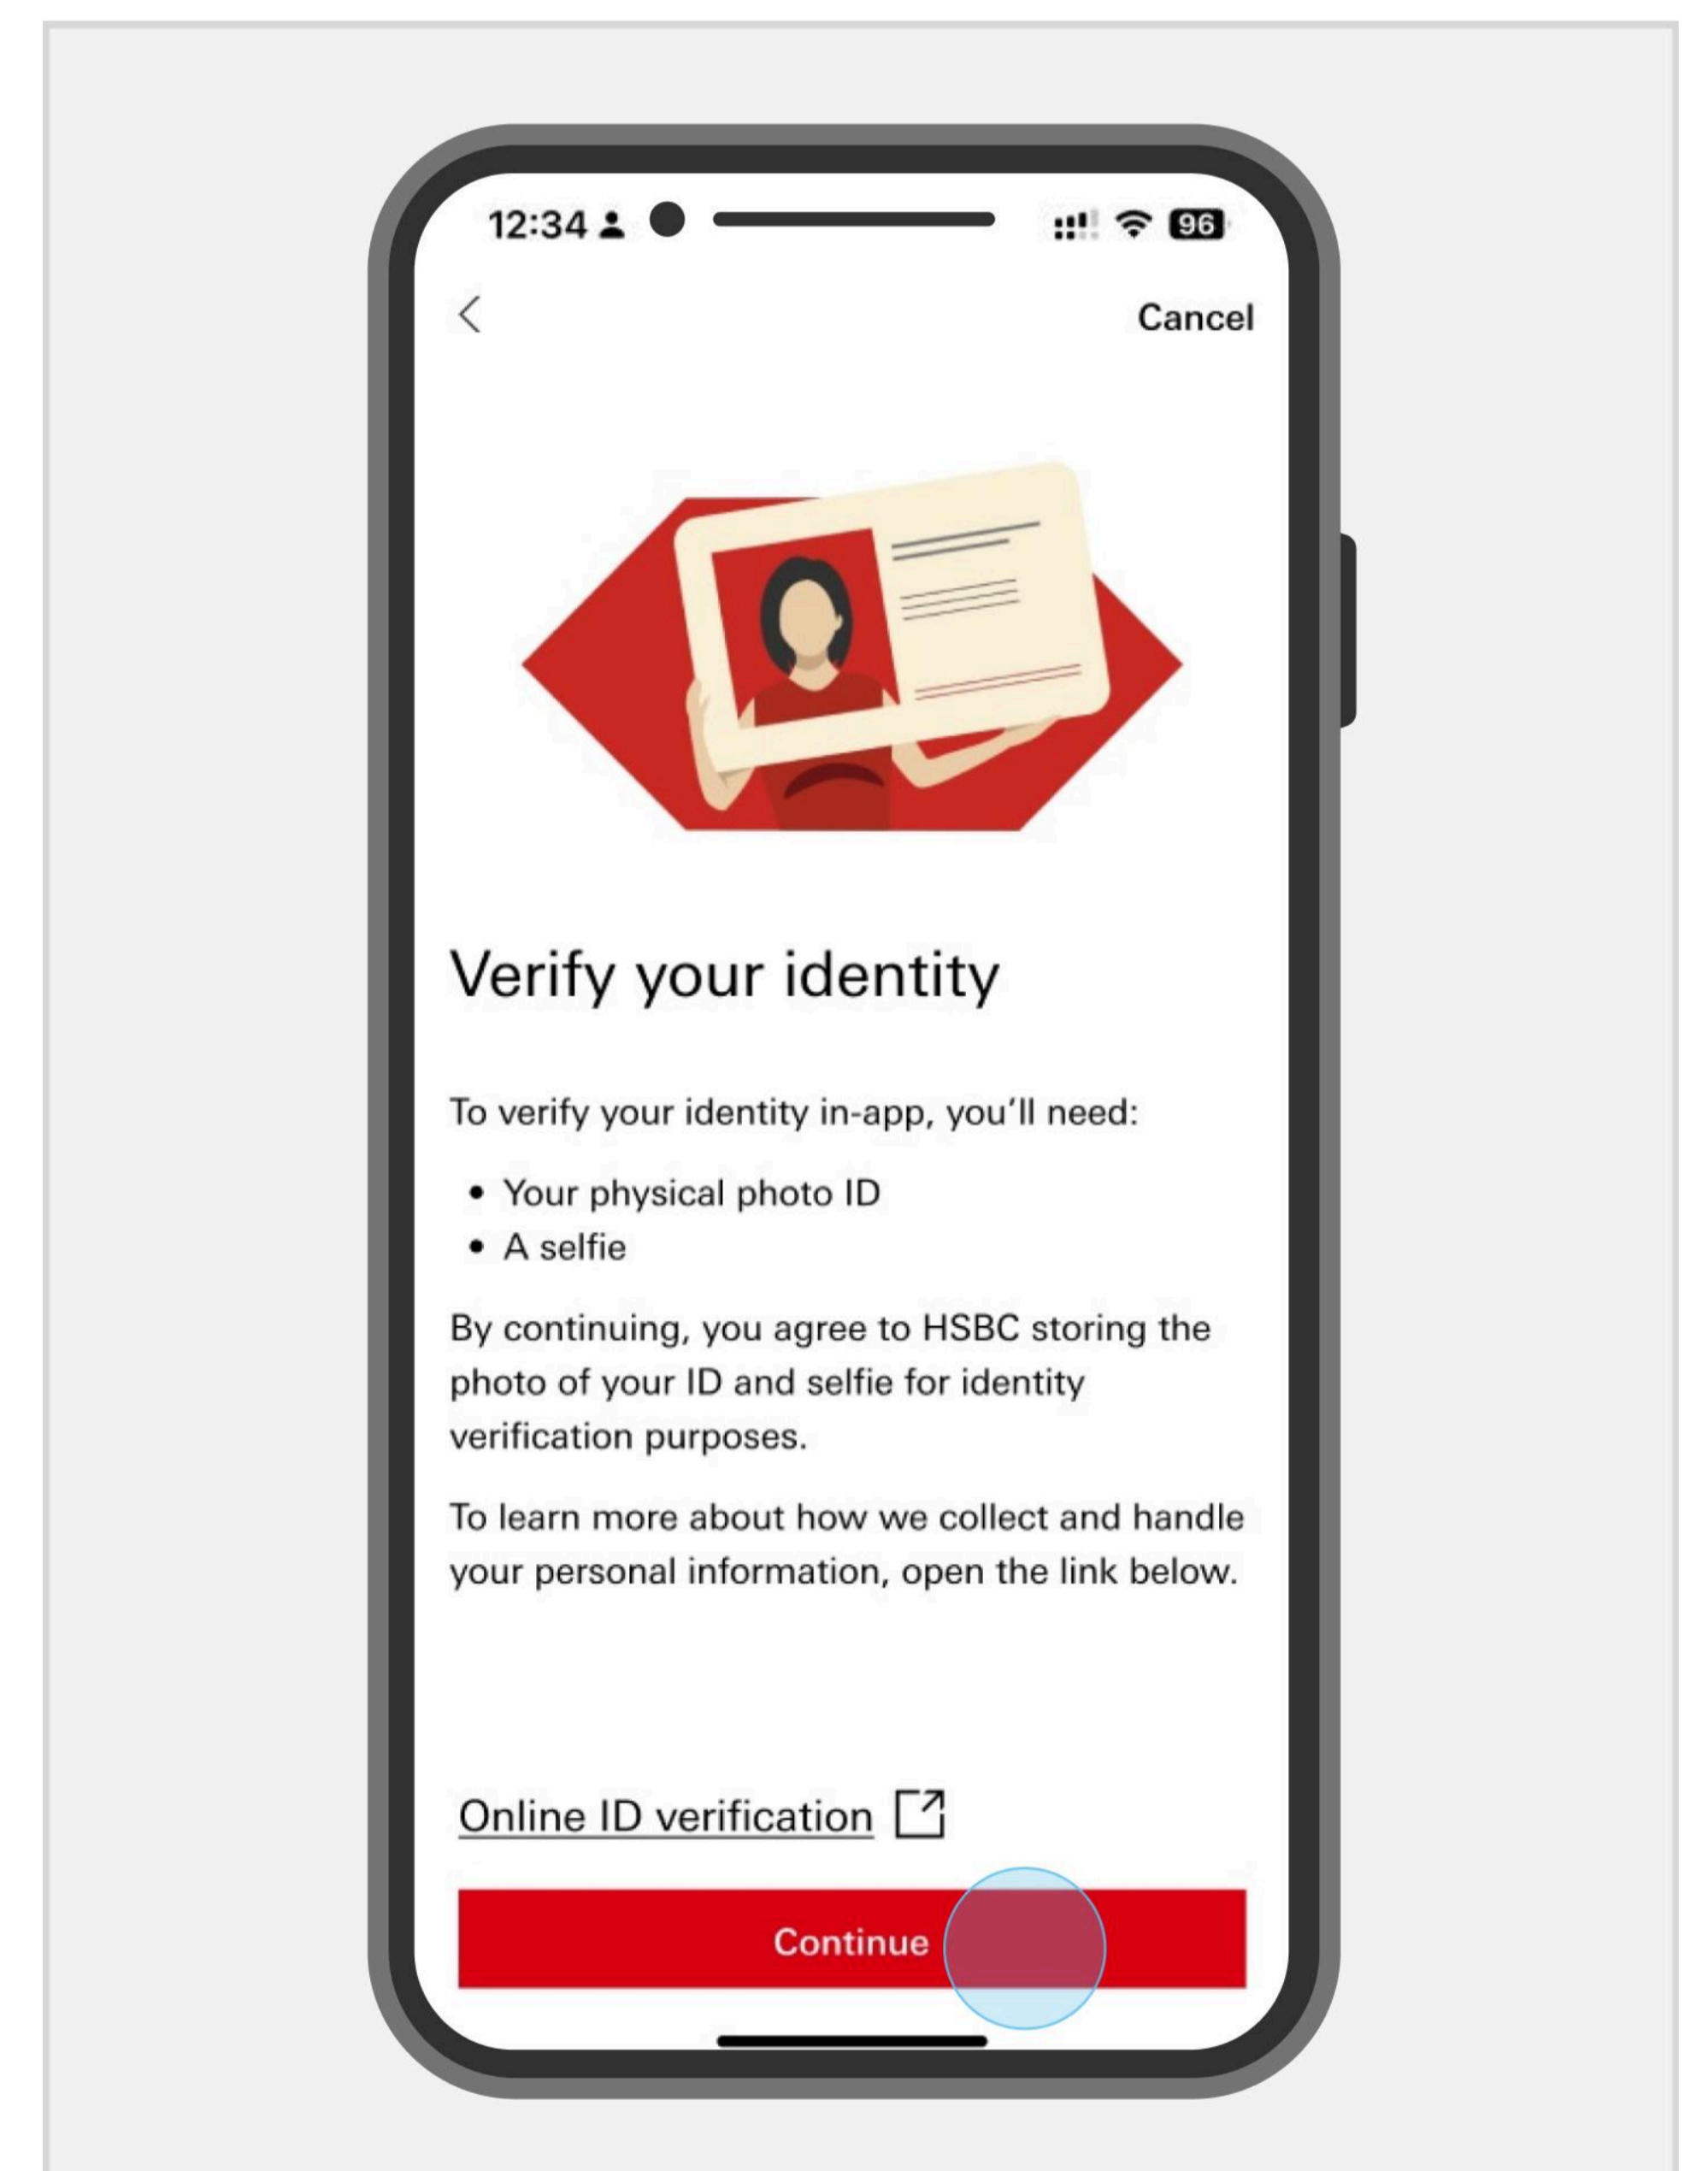 12:34
96
Cancel
Verify your identity
To verify your identity in-app, you’ll need:
• Your physical photo ID
• A selfie
By continuing, you agree to HSBC storing the
photo of your ID and selfie for identity
verification purposes.
To learn more about how we collect and handle
your personal information, open the link below.
Online ID verification
Continue